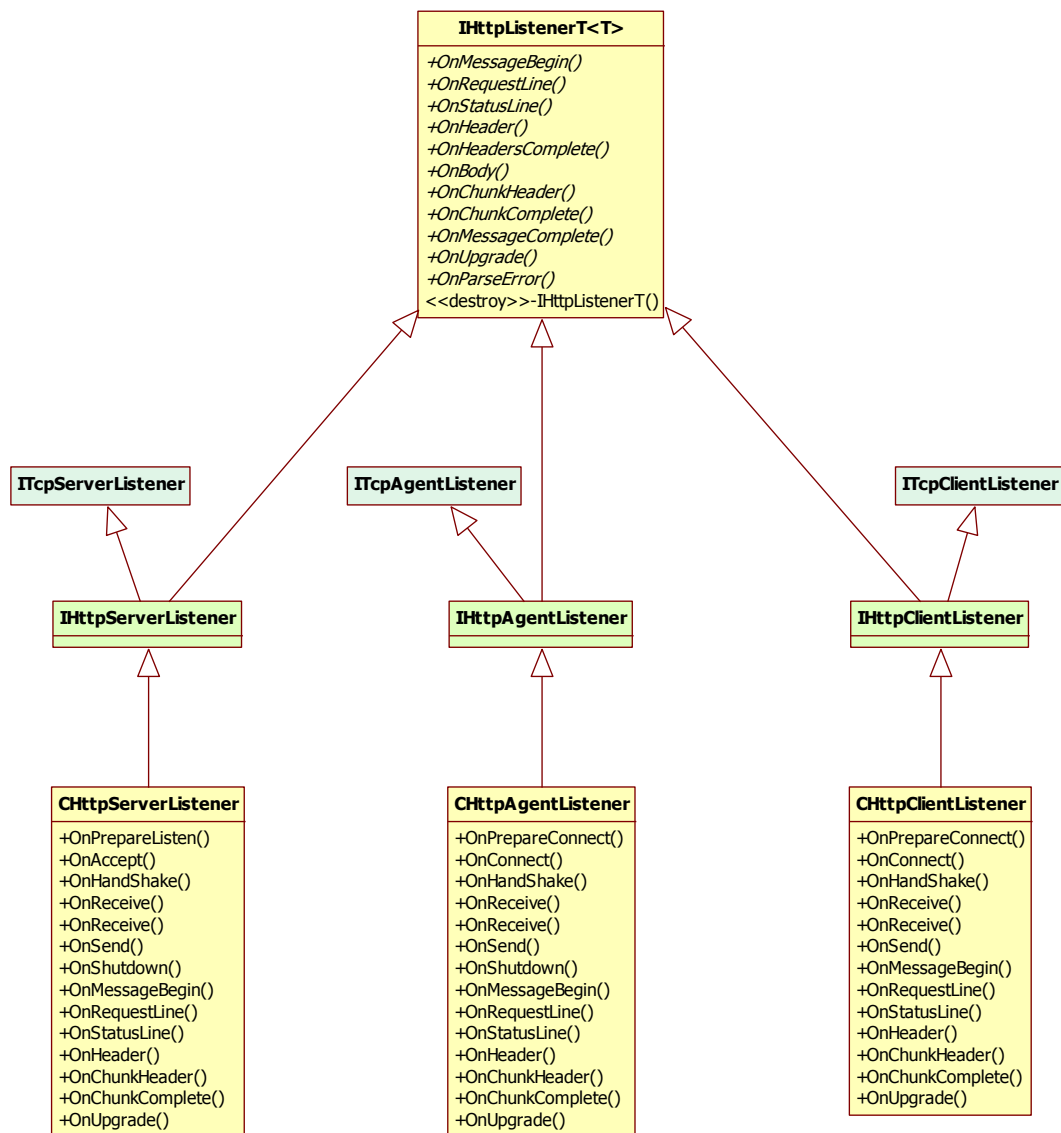 IHttpListenerT<T>
+OnMessageBegin()
+OnRequestLine()
+OnStatusLine()
+OnHeader()
+OnHeadersComplete()
+OnBody()
+OnChunkHeader()
+OnChunkComplete()
+OnMessageComplete()
+OnUpgrade()
+OnParseError()
<<destroy>>-IHttpListenerT()
ITcpServerListener
ITcpAgentListener
ITcpClientListener
IHttpServerListener
IHttpAgentListener
IHttpClientListener
CHttpServerListener
+OnPrepareListen()
+OnAccept()
+OnHandShake()
+OnReceive()
+OnReceive()
+OnSend()
+OnShutdown()
+OnMessageBegin()
+OnRequestLine()
+OnStatusLine()
+OnHeader()
+OnChunkHeader()
+OnChunkComplete()
+OnUpgrade()
CHttpAgentListener
+OnPrepareConnect()
+OnConnect()
+OnHandShake()
+OnReceive()
+OnReceive()
+OnSend()
+OnShutdown()
+OnMessageBegin()
+OnRequestLine()
+OnStatusLine()
+OnHeader()
+OnChunkHeader()
+OnChunkComplete()
+OnUpgrade()
CHttpClientListener
+OnPrepareConnect()
+OnConnect()
+OnHandShake()
+OnReceive()
+OnReceive()
+OnSend()
+OnMessageBegin()
+OnRequestLine()
+OnStatusLine()
+OnHeader()
+OnChunkHeader()
+OnChunkComplete()
+OnUpgrade()